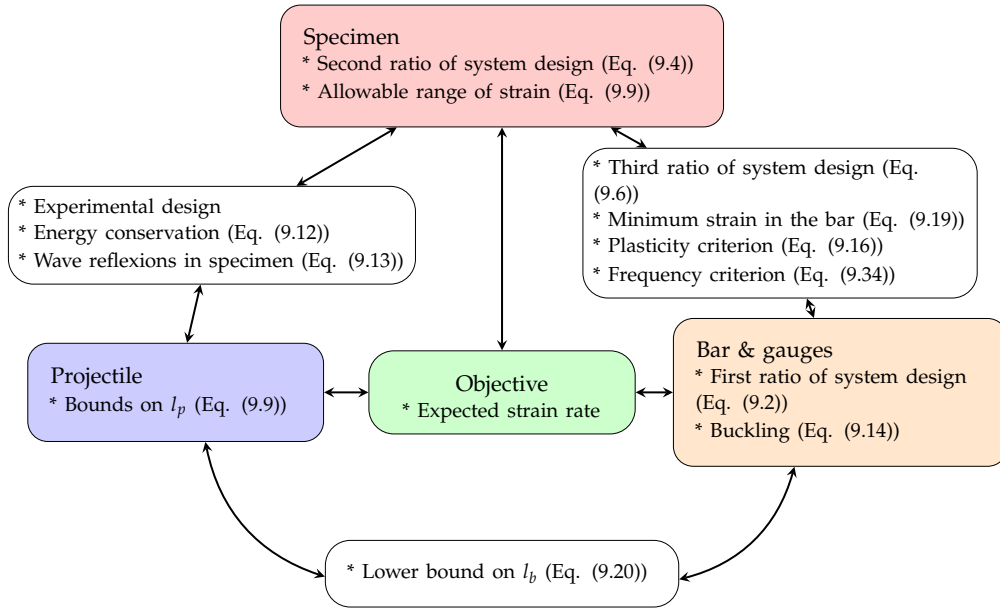 Specimen
* Second ratio of system design (Eq. (9.4))
* Allowable range of strain (Eq. (9.9))
* Experimental design
* Energy conservation (Eq. (9.12))
* Wave reflexions in specimen (Eq. (9.13))
* Third ratio of system design (Eq.
(9.6))
* Minimum strain in the bar (Eq. (9.19))
* Plasticity criterion (Eq. (9.16))
* Frequency criterion (Eq. (9.34))
Projectile
* Bounds on l_p (Eq. (9.9))
Objective
* Expected strain rate
Bar & gauges
* First ratio of system design
(Eq. (9.2))
* Buckling (Eq. (9.14))
* Lower bound on l_b (Eq. (9.20))